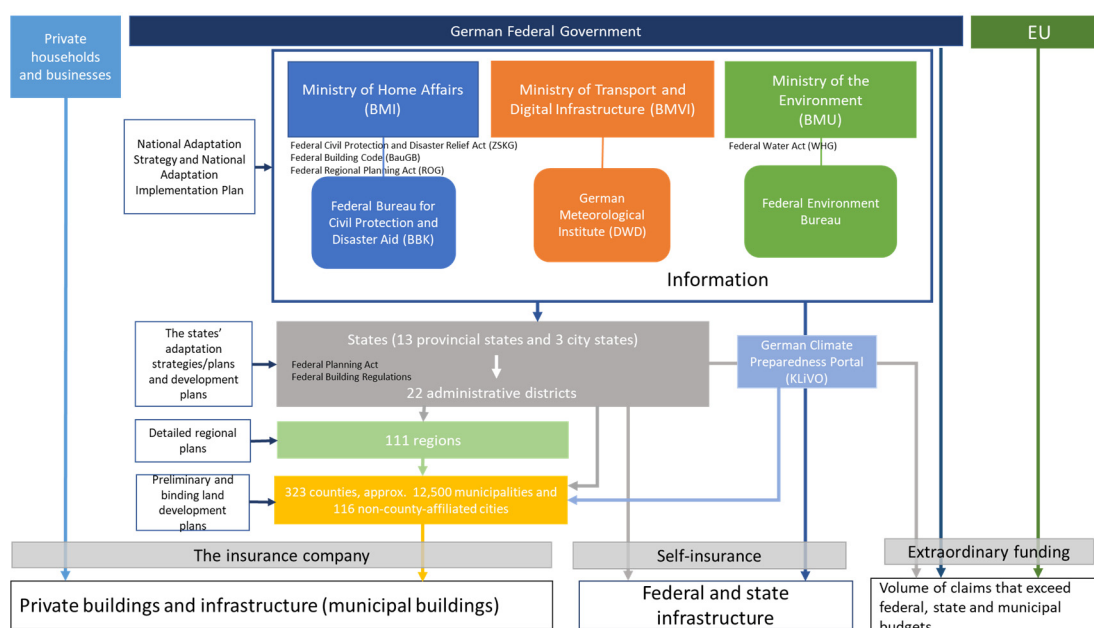 Private
households
and businesses
German Federal Government
EU
Ministry of Home Affairs
(BMI)
Ministry of Transport and
Digital Infrastructure (BMVI)
Ministry of the
Environment
(BMU)
National Adaptation
Strategy and National
Adaptation
Implementation Plan
Federal Civil Protection and Disaster Relief Act (ZSKG)
Federal Building Code (BauGB)
Federal Regional Planning Act (ROG)
Federal Water Act (WHG)
Federal Bureau for
Civil Protection and
Disaster Aid (BBK)
German
Meteorological
Institute (DWD)
Federal Environment
Bureau
Information
The states'
adaptation
strategies/plans
and development
plans
States (13 provincial states and 3 city states)
Federal Planning Act
Federal Building Regulations
22 administrative districts
German Climate
Preparedness Portal
(KLiVO)
Detailed regional
plans
111 regions
Preliminary and
binding land
development
plans
323 counties, approx. 12,500 municipalities and
116 non-county-affiliated cities
The insurance company
Self-insurance
Extraordinary funding
Private buildings and infrastructure (municipal buildings)
Federal and state
infrastructure
Volume of claims that exceed
federal, state and municipal
budgets